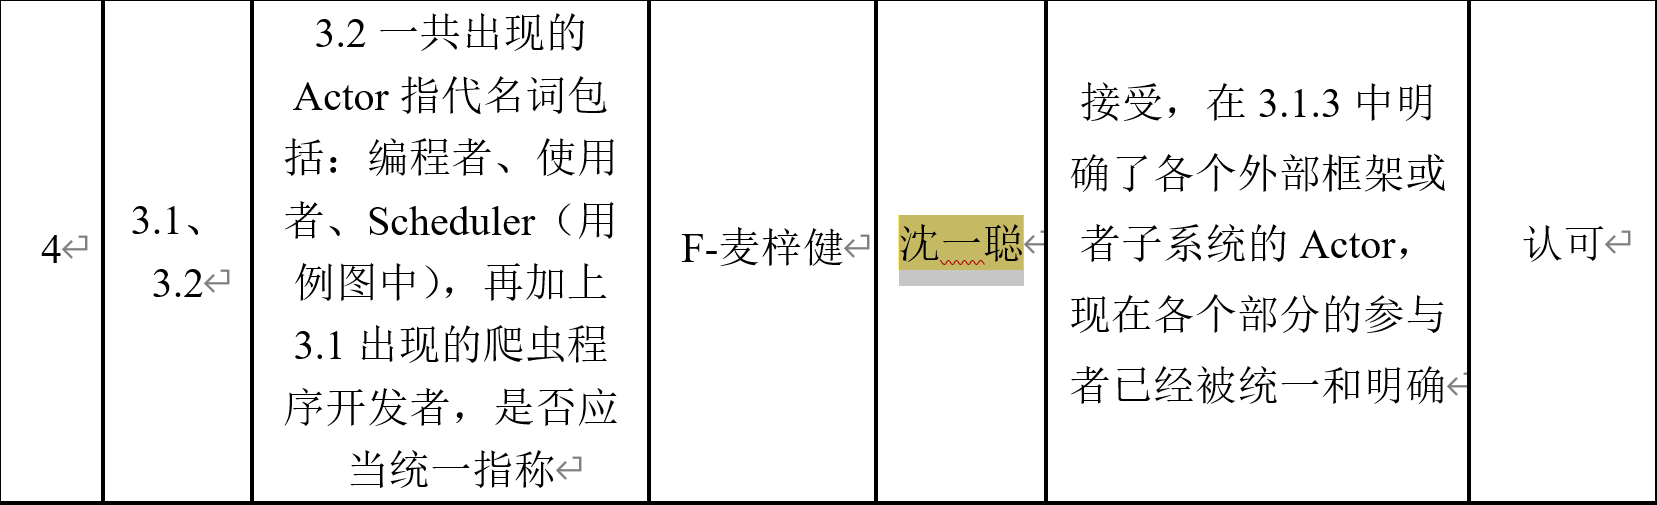 4
3.1、
3.2
3.2 一共出现的
Actor 指代名词包
括：编程者、使用
者、Scheduler（用
例图中），再加上
3.1 出现的爬虫程
序开发者，是否应
当统一指称
F-麦梓健
沈一聪
接受，在 3.1.3 中明
确了各个外部框架或
者子系统的 Actor，
现在各个部分的参与
者已经被统一和明确
认可